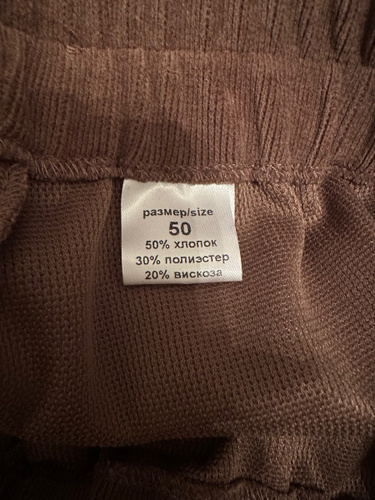 размер/size
50
50% хлопок
30% полиэстер
20% вискоза